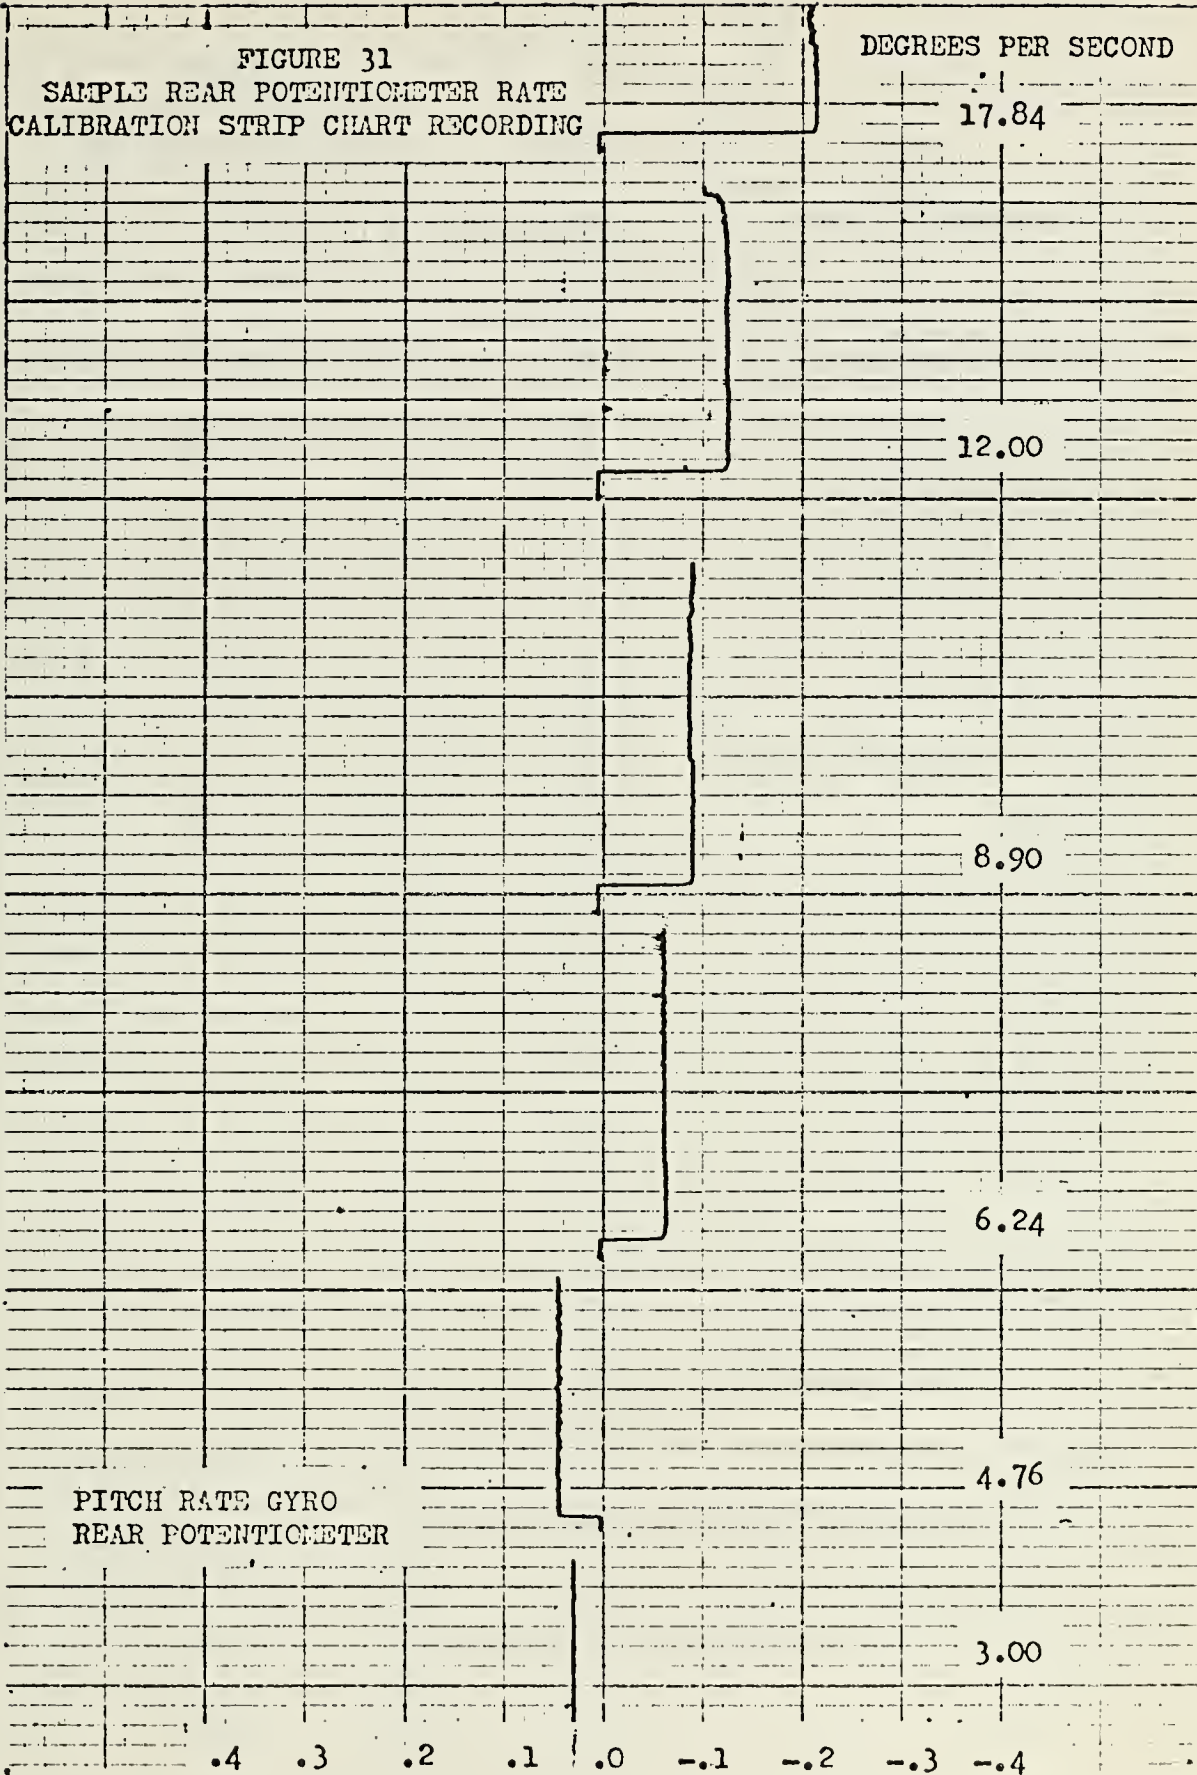 FIGURE 31
SAMPLE REAR POTENTIOMETER RATE
CALIBRATION STRIP CHART RECORDING
DEGREES PER SECOND
17.84
12.00
8.90
6.24
4.76
PITCH RATE GYRO
REAR POTENTIOMETER
3.00
.4 .3 .2 .1 .0 -.1 -.2 -.3 -.4